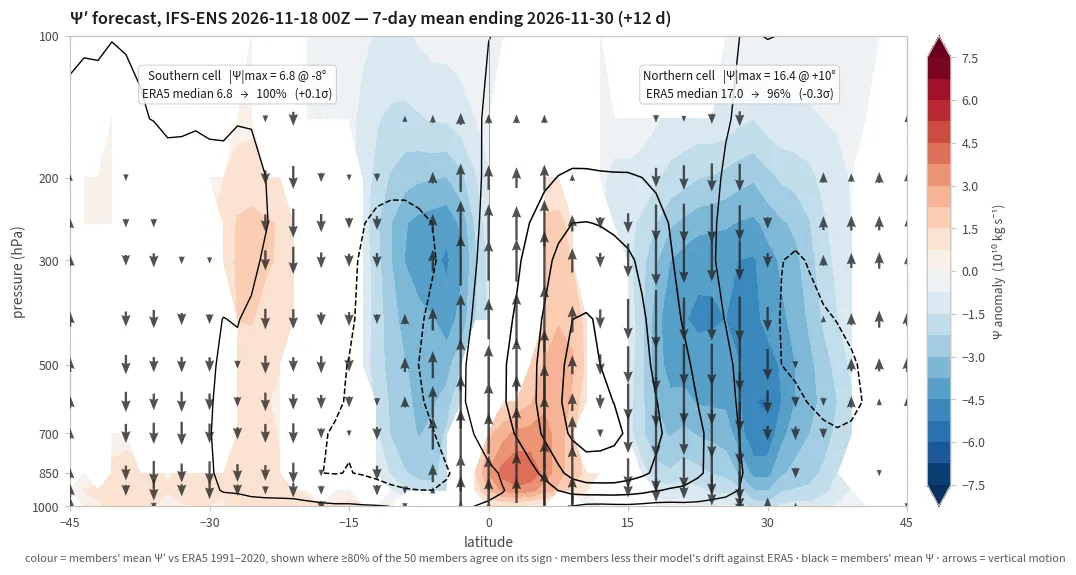 Ψ′ forecast, IFS-ENS 2026-11-18 00Z — 7-day mean ending 2026-11-30 (+12 d)
100
200
300
500
700
850
1000
pressure (hPa)
Southern cell |Ψ|max = 6.8 @ -8°
ERA5 median 6.8 → 100% (+0.1σ)
Northern cell |Ψ|max = 16.4 @ +10°
ERA5 median 17.0 → 96% (-0.3σ)
−45
−30
−15
0
15
30
45
latitude
7.5
6.0
4.5
3.0
1.5
0.0
−1.5
−3.0
−4.5
−6.0
−7.5
Ψ anomaly (10¹⁰ kg s⁻¹)
colour = members' mean Ψ′ vs ERA5 1991–2020, shown where ≥80% of the 50 members agree on its sign · members less their model's drift against ERA5 · black = members' mean Ψ · arrows = vertical motion